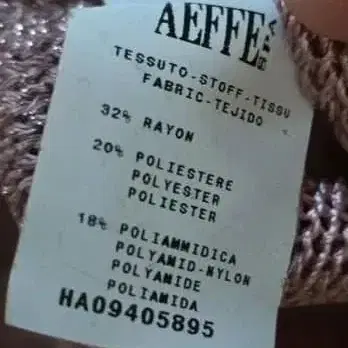 AEFFE SPA
TESSUTO-STOFF-TISSU
FABRIC-TEJIDO
32% RAYON
20% POLIESTERE
POLYESTER
POLIESTER
18% POLIAMMIDICA
POLYAMID-NYLON
POLYAMIDE
POLIAMIDA
HA09405895